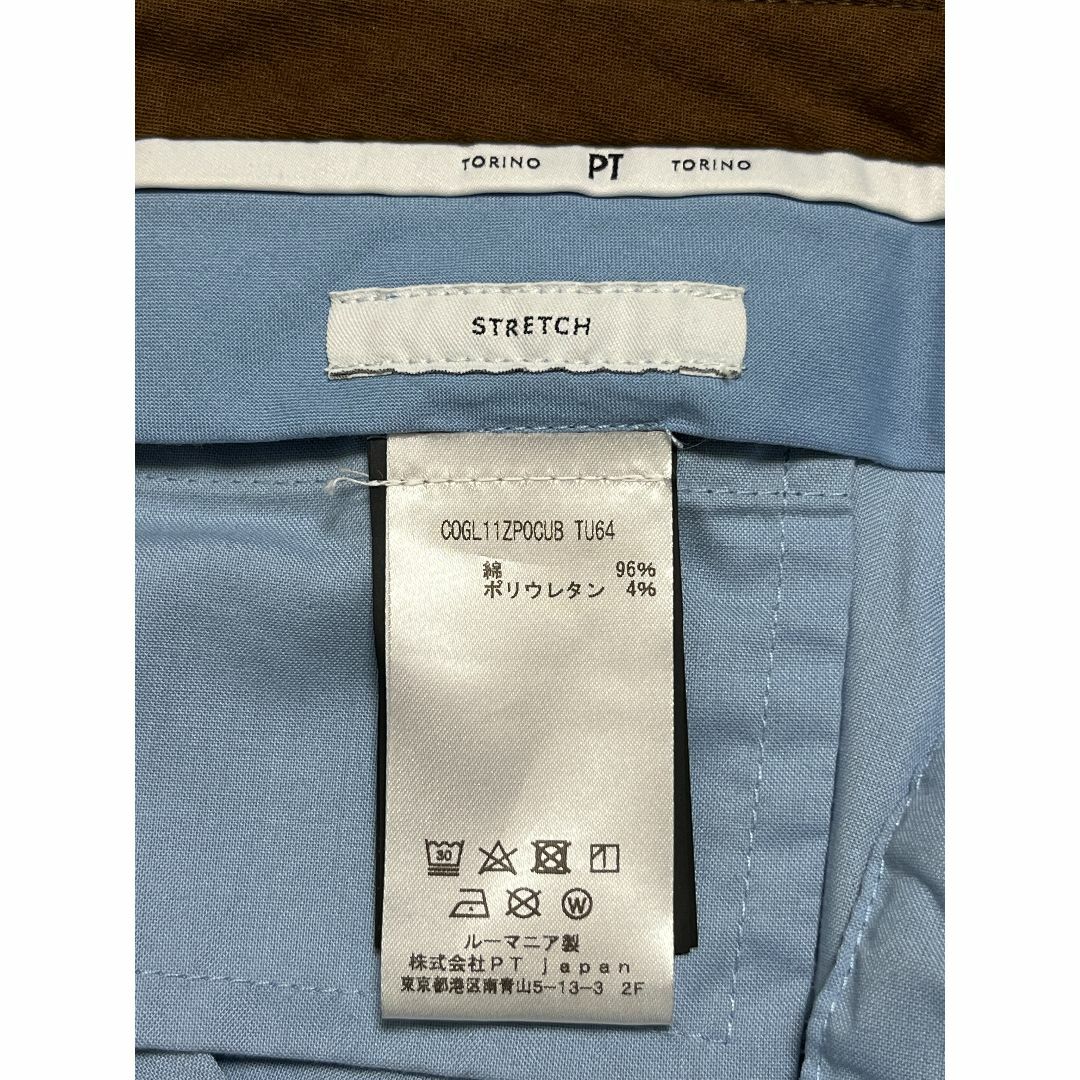 TORINO PT TORINO
STRETCH
COGL11ZP0CUB TU64
綿 96%
ポリウレタン 4%
30
ルーマニア製
株式会社PT japan
東京都港区南青山5-13-3 2F